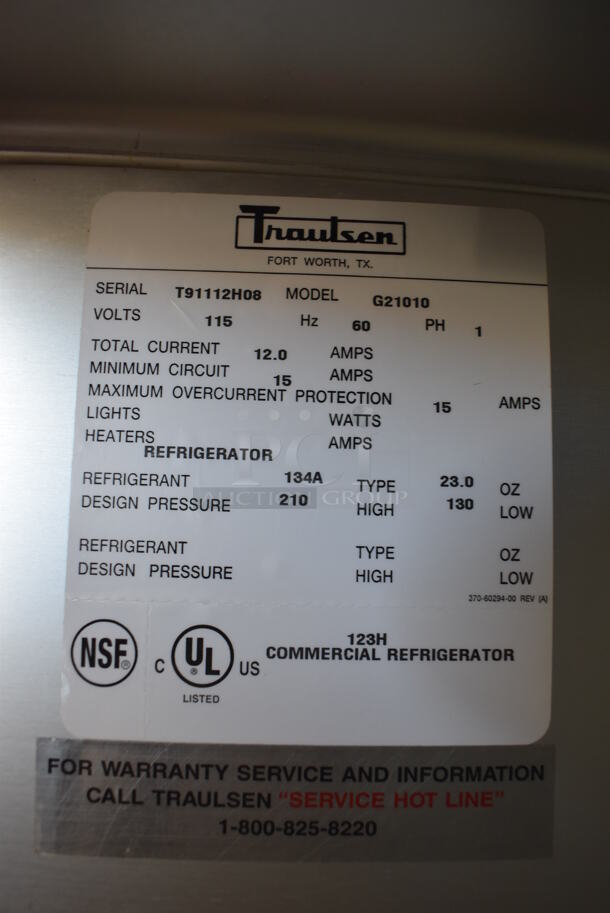 Traulsen
FORT WORTH, TX.
SERIAL T91112H08 MODEL G21010
VOLTS 115 Hz 60 PH 1
TOTAL CURRENT 12.0 AMPS
MINIMUM CIRCUIT 15 AMPS
MAXIMUM OVERCURRENT PROTECTION 15 AMPS
LIGHTS WATTS
HEATERS AMPS
REFRIGERATOR
REFRIGERANT 134A TYPE 23.0 OZ
DESIGN PRESSURE 210 HIGH 130 LOW
PCI
AUCTION GROUP
REFRIGERANT TYPE OZ
DESIGN PRESSURE HIGH LOW
370-60294-00 REV (A)
NSF®
C UL® US
LISTED
123H
COMMERCIAL REFRIGERATOR
FOR WARRANTY SERVICE AND INFORMATION
CALL TRAULSEN "SERVICE HOT LINE"
1-800-825-8220